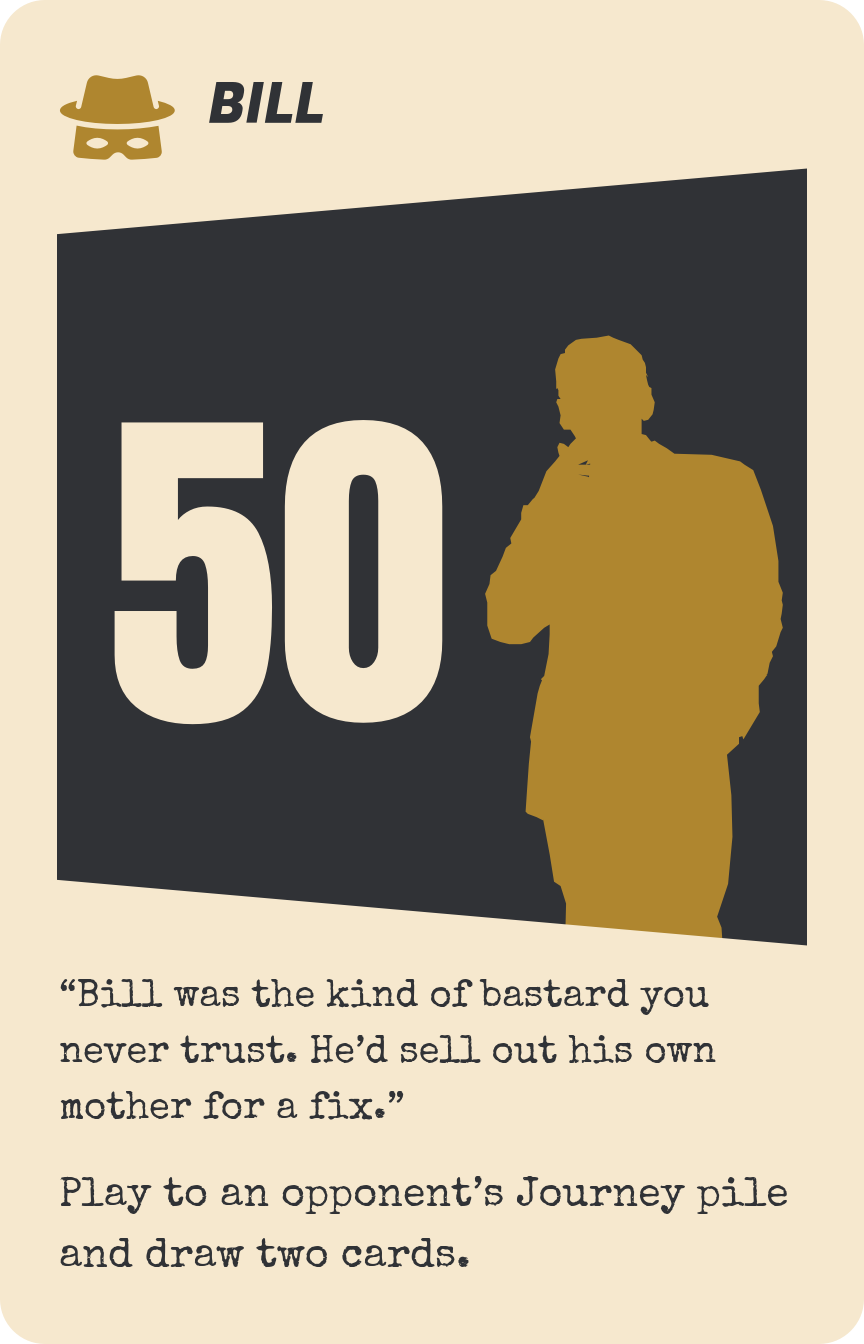 BILL
50
“Bill was the kind of bastard you
never trust. He’d sell out his own
mother for a fix.”
Play to an opponent’s Journey pile
and draw two cards.